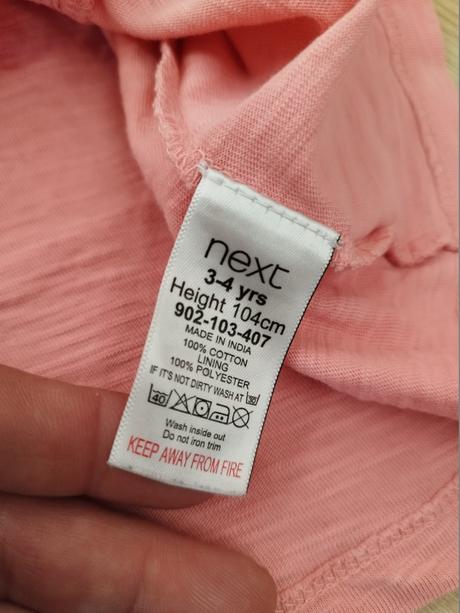 next
3-4 yrs
Height 104cm
902-103-407
MADE IN INDIA
100% COTTON
LINING
100% POLYESTER
IF IT'S NOT DIRTY WASH AT 30
40
Wash inside out
Do not iron trim
KEEP AWAY FROM FIRE